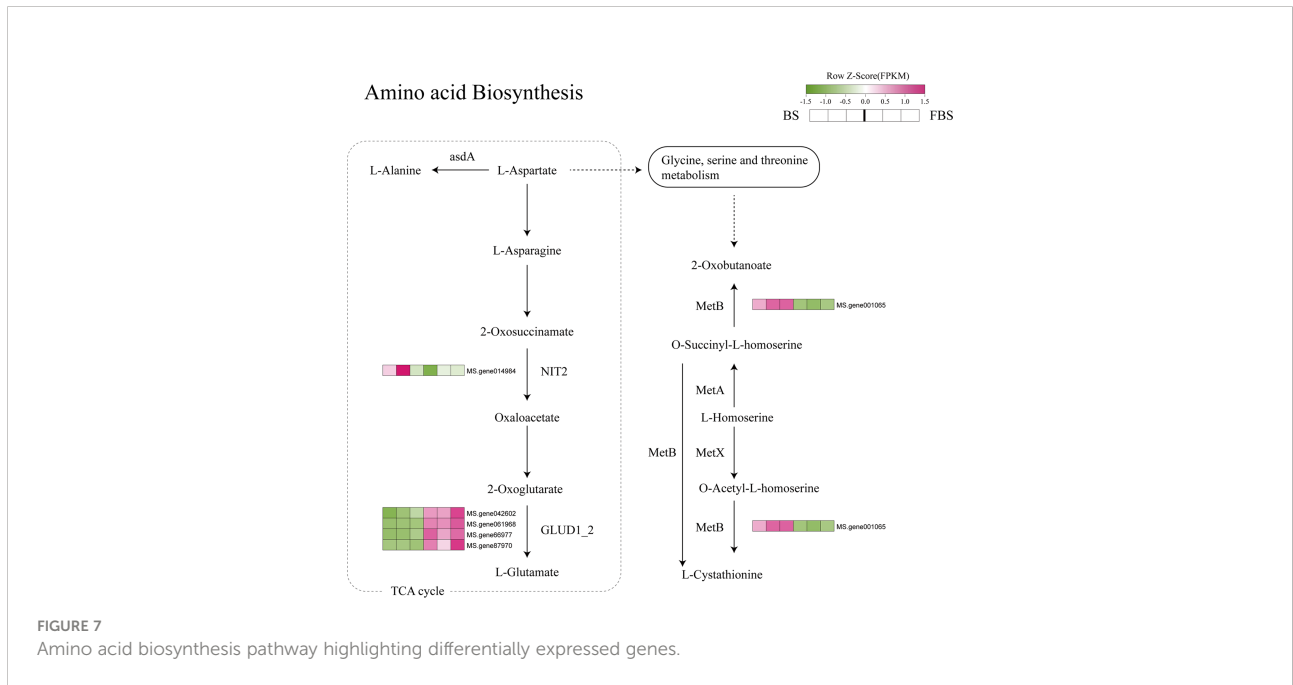 Amino acid Biosynthesis
Row Z-Score(FPKM)
-1.5 -1.0 -0.5 0.0 0.5 1.0 1.5
BS FBS
asdA
L-Alanine L-Aspartate
Glycine, serine and threonine
metabolism
L-Asparagine
2-Oxobutanoate
MetB MS.gene001065
2-Oxosuccinamate
O-Succinyl-L-homoserine
MS.gene014984 NIT2
MetA
Oxaloacetate
L-Homoserine
MetB MetX
2-Oxoglutarate
O-Acetyl-L-homoserine
MS.gene042602
MS.gene061968
MS.gene66977
MS.gene87970
GLUD1_2
MetB MS.gene001065
L-Glutamate
L-Cystathionine
TCA cycle
FIGURE 7
Amino acid biosynthesis pathway highlighting differentially expressed genes.